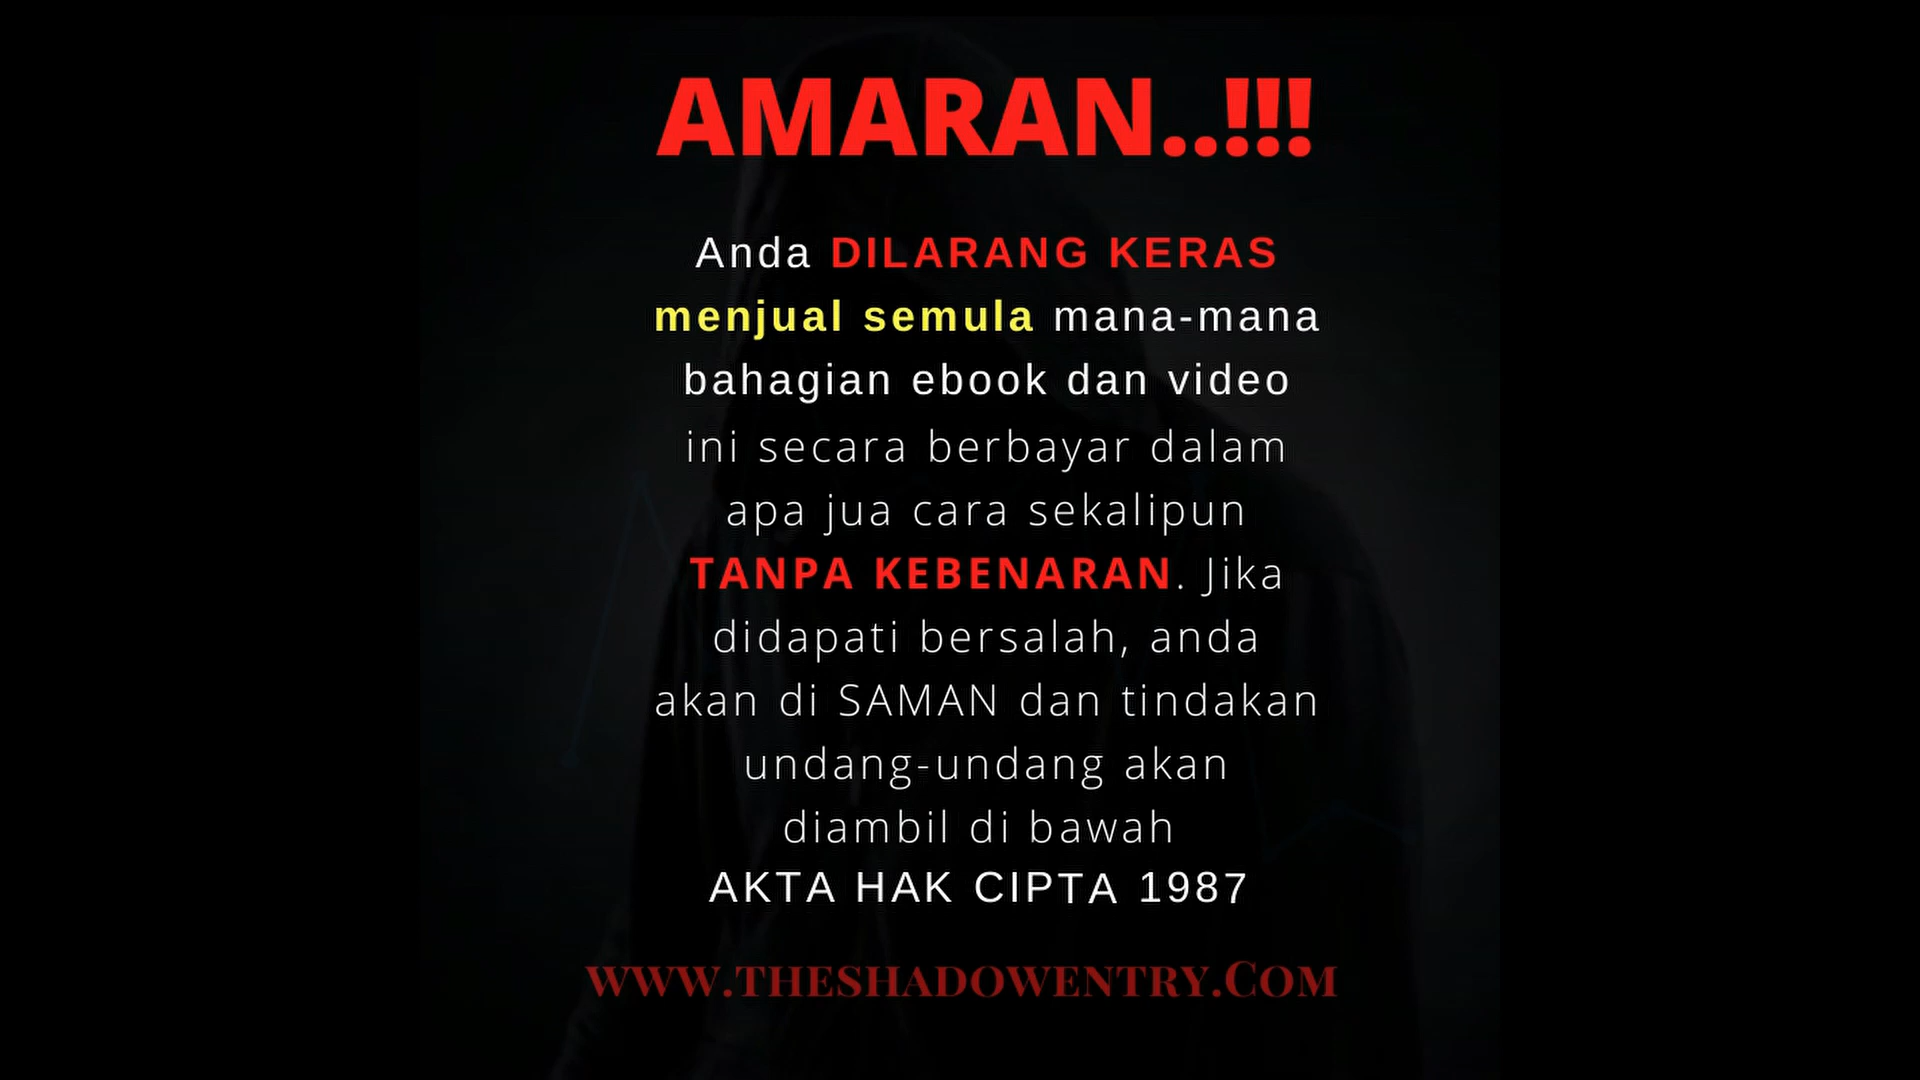 AMARAN..!!!
Anda DILARANG KERAS
menjual semula mana-mana
bahagian ebook dan video
ini secara berbayar dalam
apa jua cara sekalipun
TANPA KEBENARAN. Jika
didapati bersalah, anda
akan di SAMAN dan tindakan
undang-undang akan
diambil di bawah
AKTA HAK CIPTA 1987
www.theshadowentry.Com